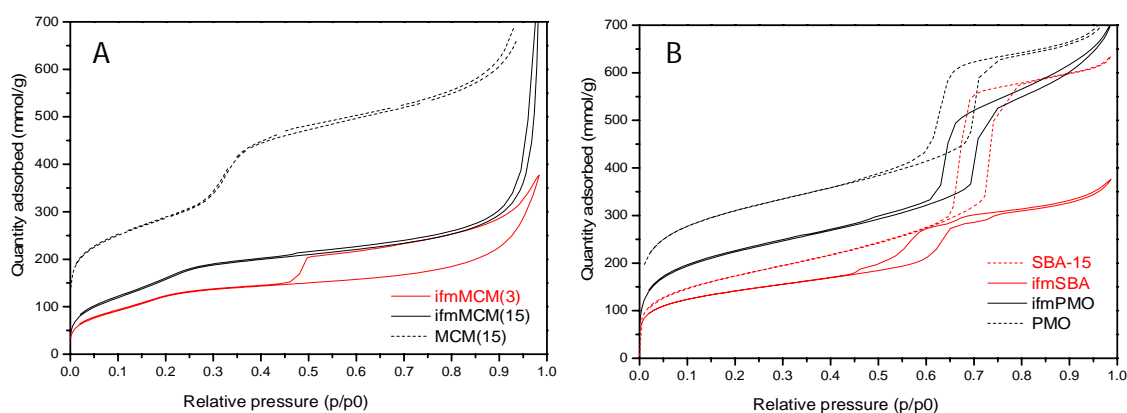 A
Quantity adsorbed (mmol/g)
700
600
500
400
300
200
100
0
ifmMCM(3)
ifmMCM(15)
MCM(15)
0.0 0.1 0.2 0.3 0.4 0.5 0.6 0.7 0.8 0.9 1.0
Relative pressure (p/p0)
B
Quantity adsorbed (mmol/g)
700
600
500
400
300
200
100
0
SBA-15
ifmSBA
ifmPMO
PMO
0.0 0.1 0.2 0.3 0.4 0.5 0.6 0.7 0.8 0.9 1.0
Relative pressure (p/p0)